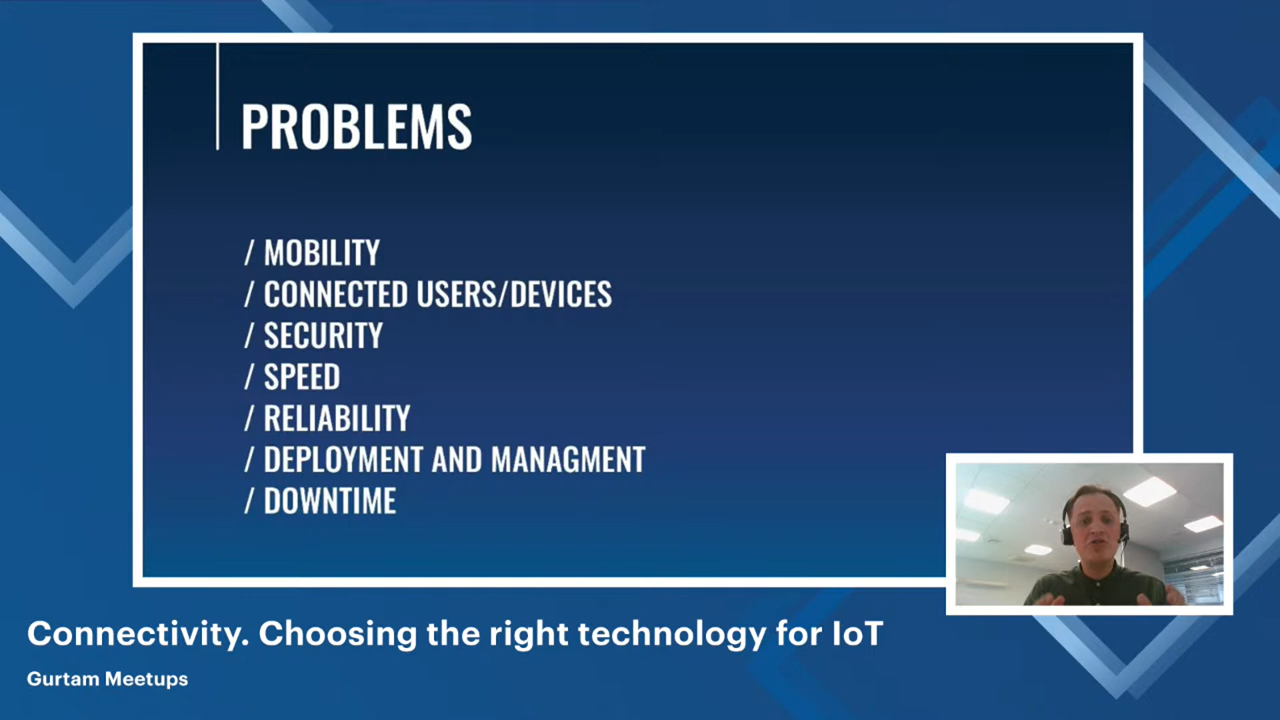 PROBLEMS
/ MOBILITY
/ CONNECTED USERS/DEVICES
/ SECURITY
/ SPEED
/ RELIABILITY
/ DEPLOYMENT AND MANAGMENT
/ DOWNTIME
Connectivity. Choosing the right technology for IoT
Gurtam Meetups